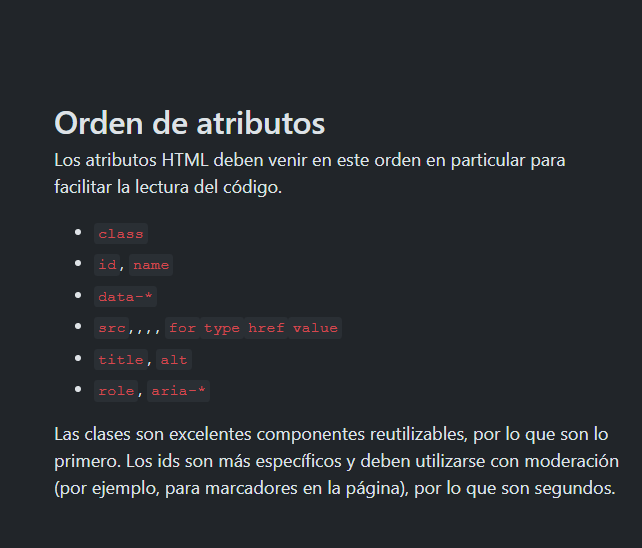 Orden de atributos
Los atributos HTML deben venir en este orden en particular para
facilitar la lectura del código.
• class
• id, name
• data-*
• src,,,, for type href value
• title, alt
• role, aria-*
Las clases son excelentes componentes reutilizables, por lo que son lo
primero. Los ids son más específicos y deben utilizarse con moderación
(por ejemplo, para marcadores en la página), por lo que son segundos.